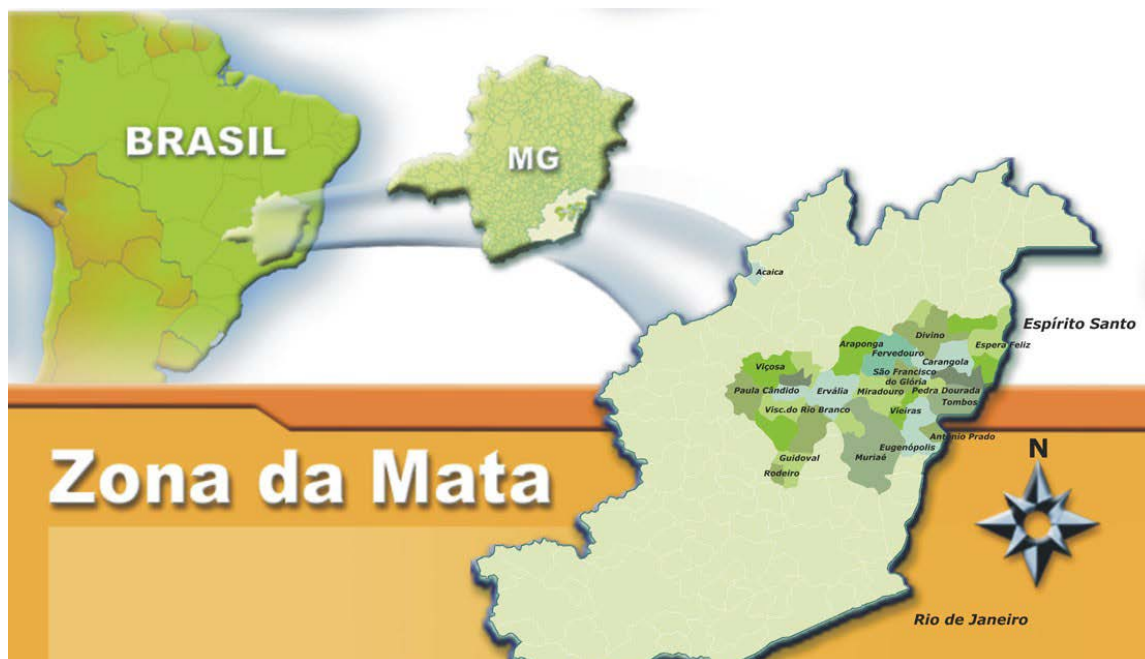 BRASIL
MG
Acaica
Espírito Santo
Divino
Araponga
Espera Feliz
Fervedouro
Carangola
Viçosa
São Francisco
do Glória
Paula Cândido
Ervália
Miradouro
Pedra Dourada
Tombos
Visc.do Rio Branco
Vieiras
Antonio Prado
Eugenópolis
Guidoval
Muriaé
Rodeiro
Zona da Mata
N
Rio de Janeiro